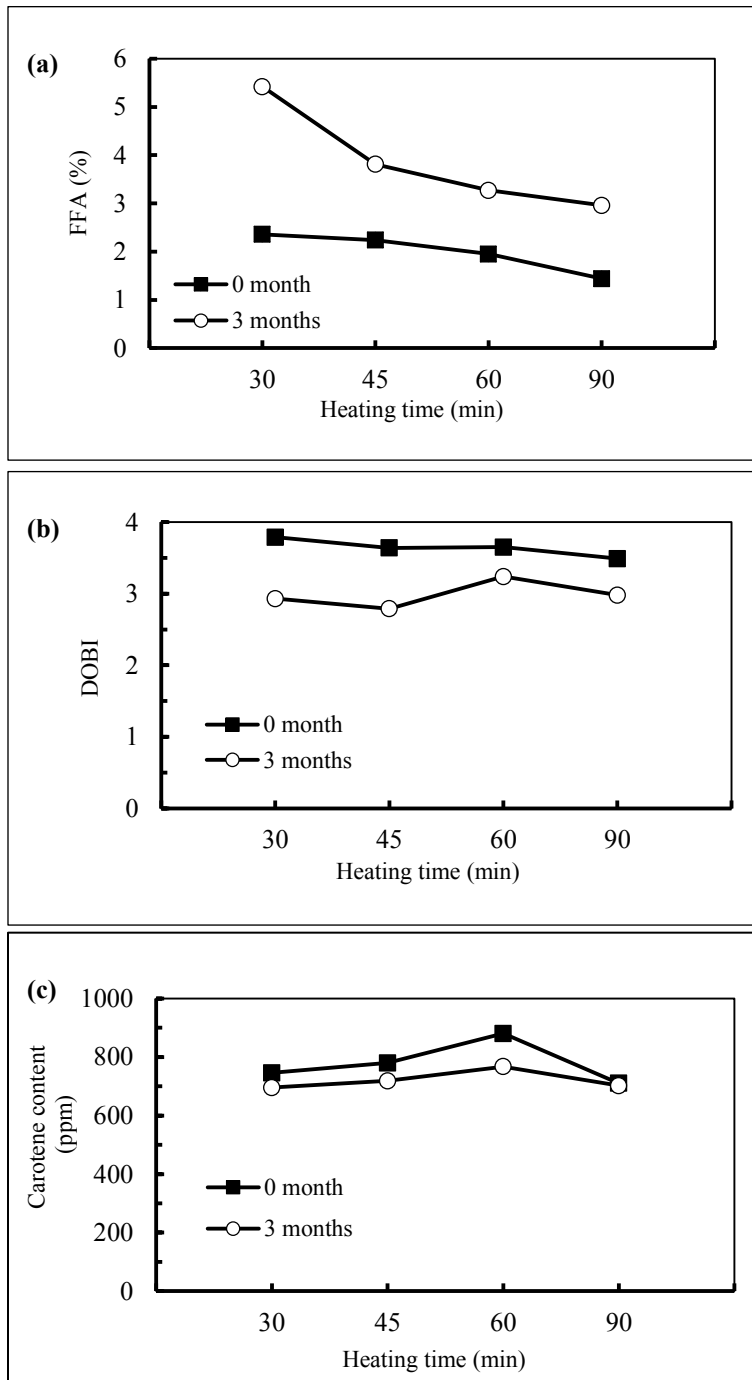 (a)
6
5
4
3
2
1
0
FFA (%)
0 month
3 months
30 45 60 90
Heating time (min)
(b)
4
3
2
1
0
DOBI
0 month
3 months
30 45 60 90
Heating time (min)
(c)
1000
800
600
400
200
0
Carotene content
(ppm)
0 month
3 months
30 45 60 90
Heating time (min)